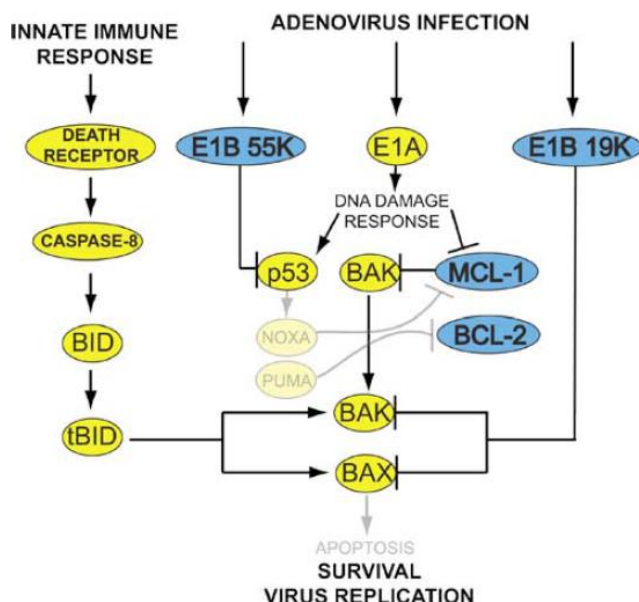 INNATE IMMUNE
RESPONSE
ADENOVIRUS INFECTION
DEATH
RECEPTOR
E1B 55K
E1A
E1B 19K
DNA DAMAGE
RESPONSE
CASPASE-8
p53
BAK
MCL-1
NOXA
BCL-2
BID
PUMA
tBID
BAK
BAX
APOPTOSIS
SURVIVAL
VIRUS REPLICATION